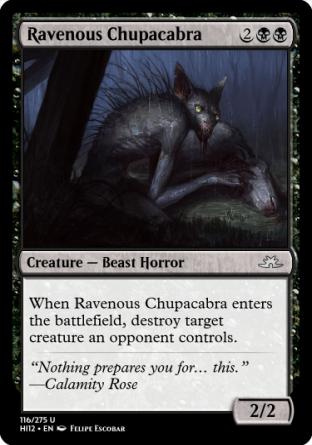 Ravenous Chupacabra 2
Creature — Beast Horror
When Ravenous Chupacabra enters
the battlefield, destroy target
creature an opponent controls.
“Nothing prepares you for… this.”
—Calamity Rose
2/2
116/275 U
HI12 • EN Felipe Escobar